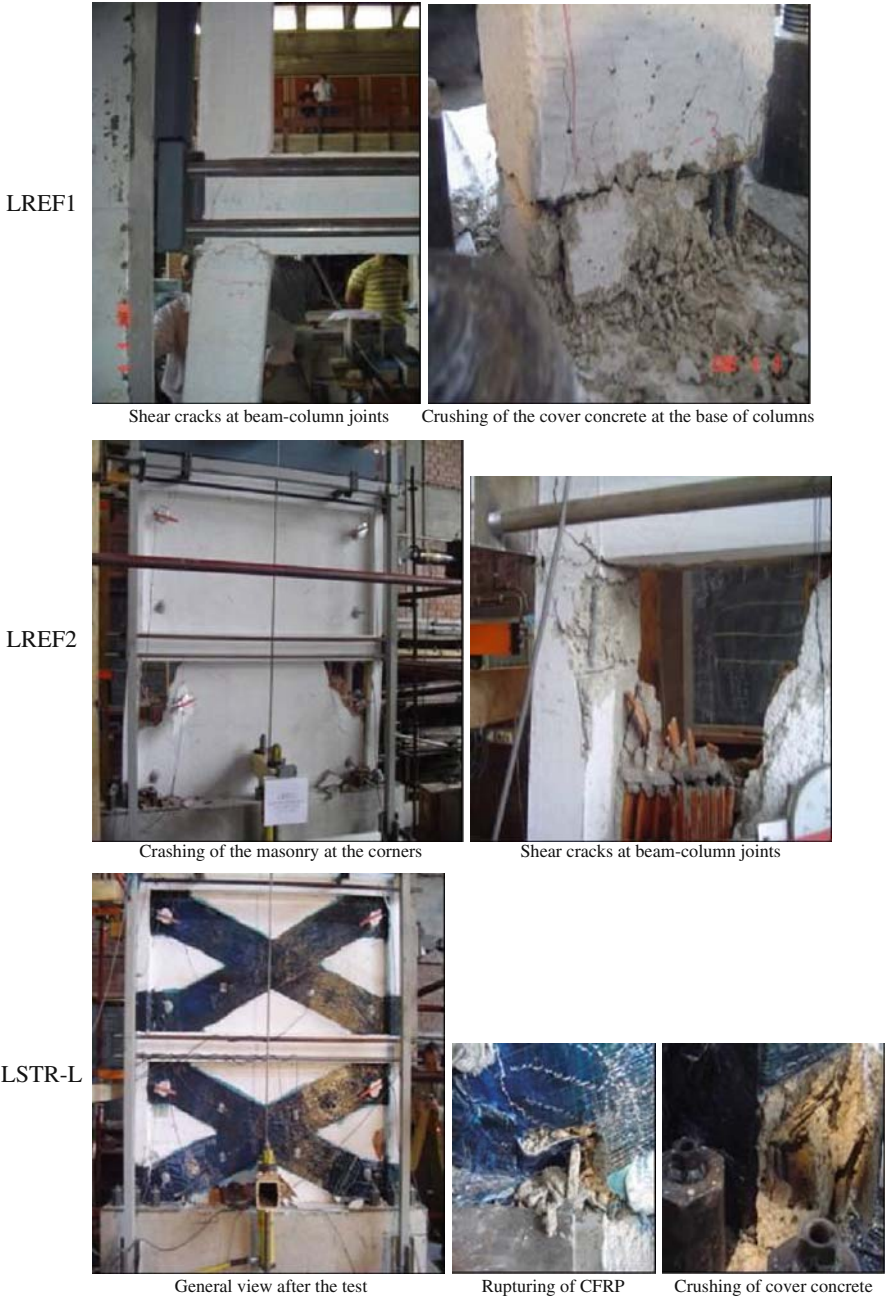 LREF1
Shear cracks at beam-column joints
Crushing of the cover concrete at the base of columns
LREF2
Crashing of the masonry at the corners
Shear cracks at beam-column joints
LSTR-L
General view after the test
Rupturing of CFRP
Crushing of cover concrete